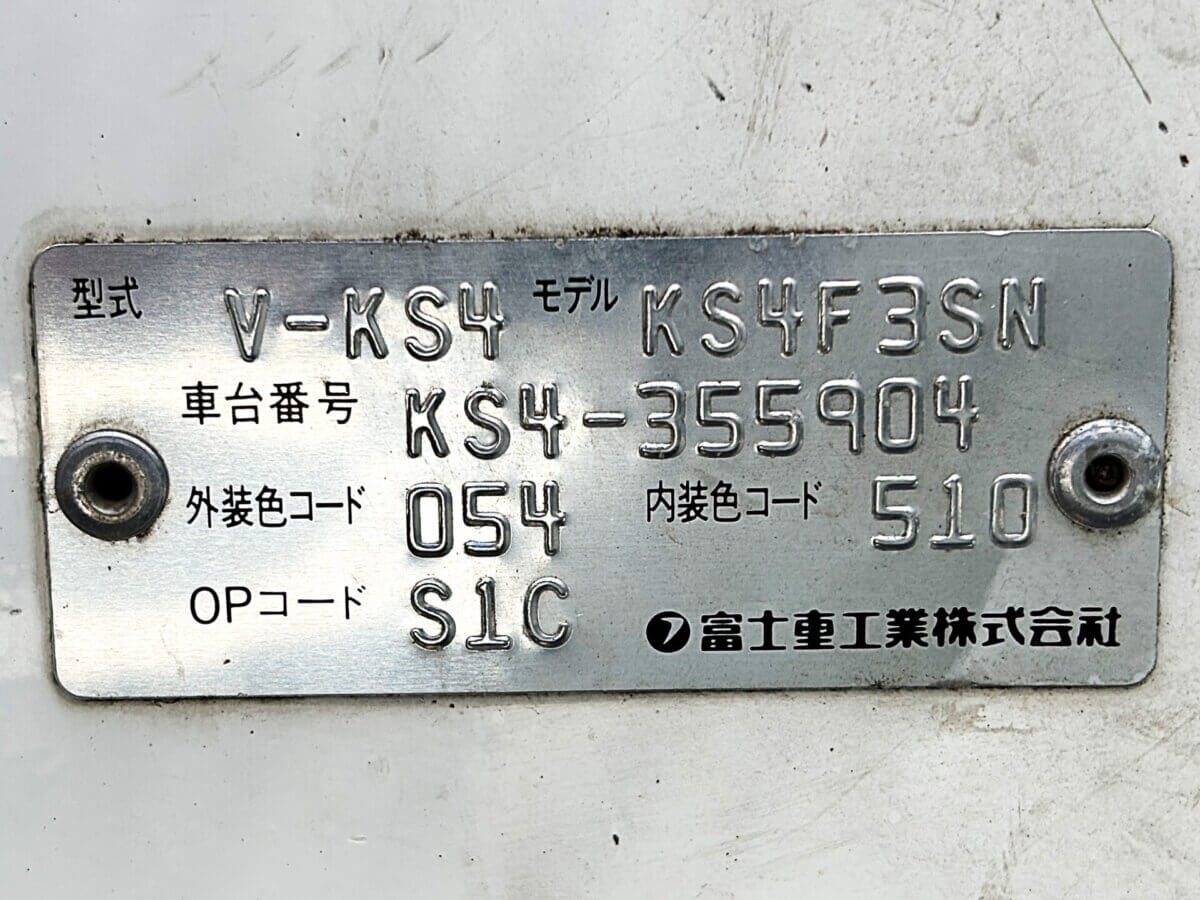 型式 V-KS4 モデル KS4F3SN
車台番号 KS4-355904
外装色コード 054 内装色コード 510
OPコード S1C
フ 富士重工業株式会社